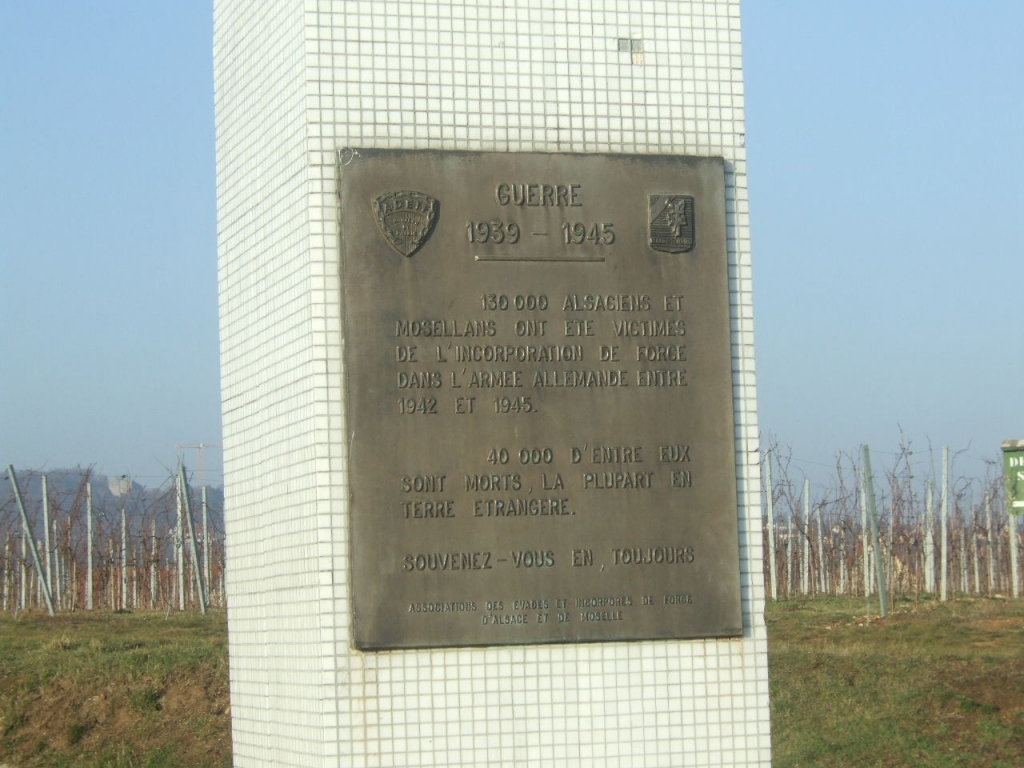 GUERRE
1939 - 1945
130 000 ALSACIENS ET
MOSELLANS ONT ETE VICTIMES
DE L'INCORPORATION DE FORCE
DANS L'ARMEE ALLEMANDE ENTRE
1942 ET 1945.
40 000 D'ENTRE EUX
SONT MORTS, LA PLUPART EN
TERRE ETRANGERE.
SOUVENEZ-VOUS EN, TOUJOURS
ASSOCIATIONS DES EVADES ET INCORPORES DE FORCE
D'ALSACE ET DE MOSELLE